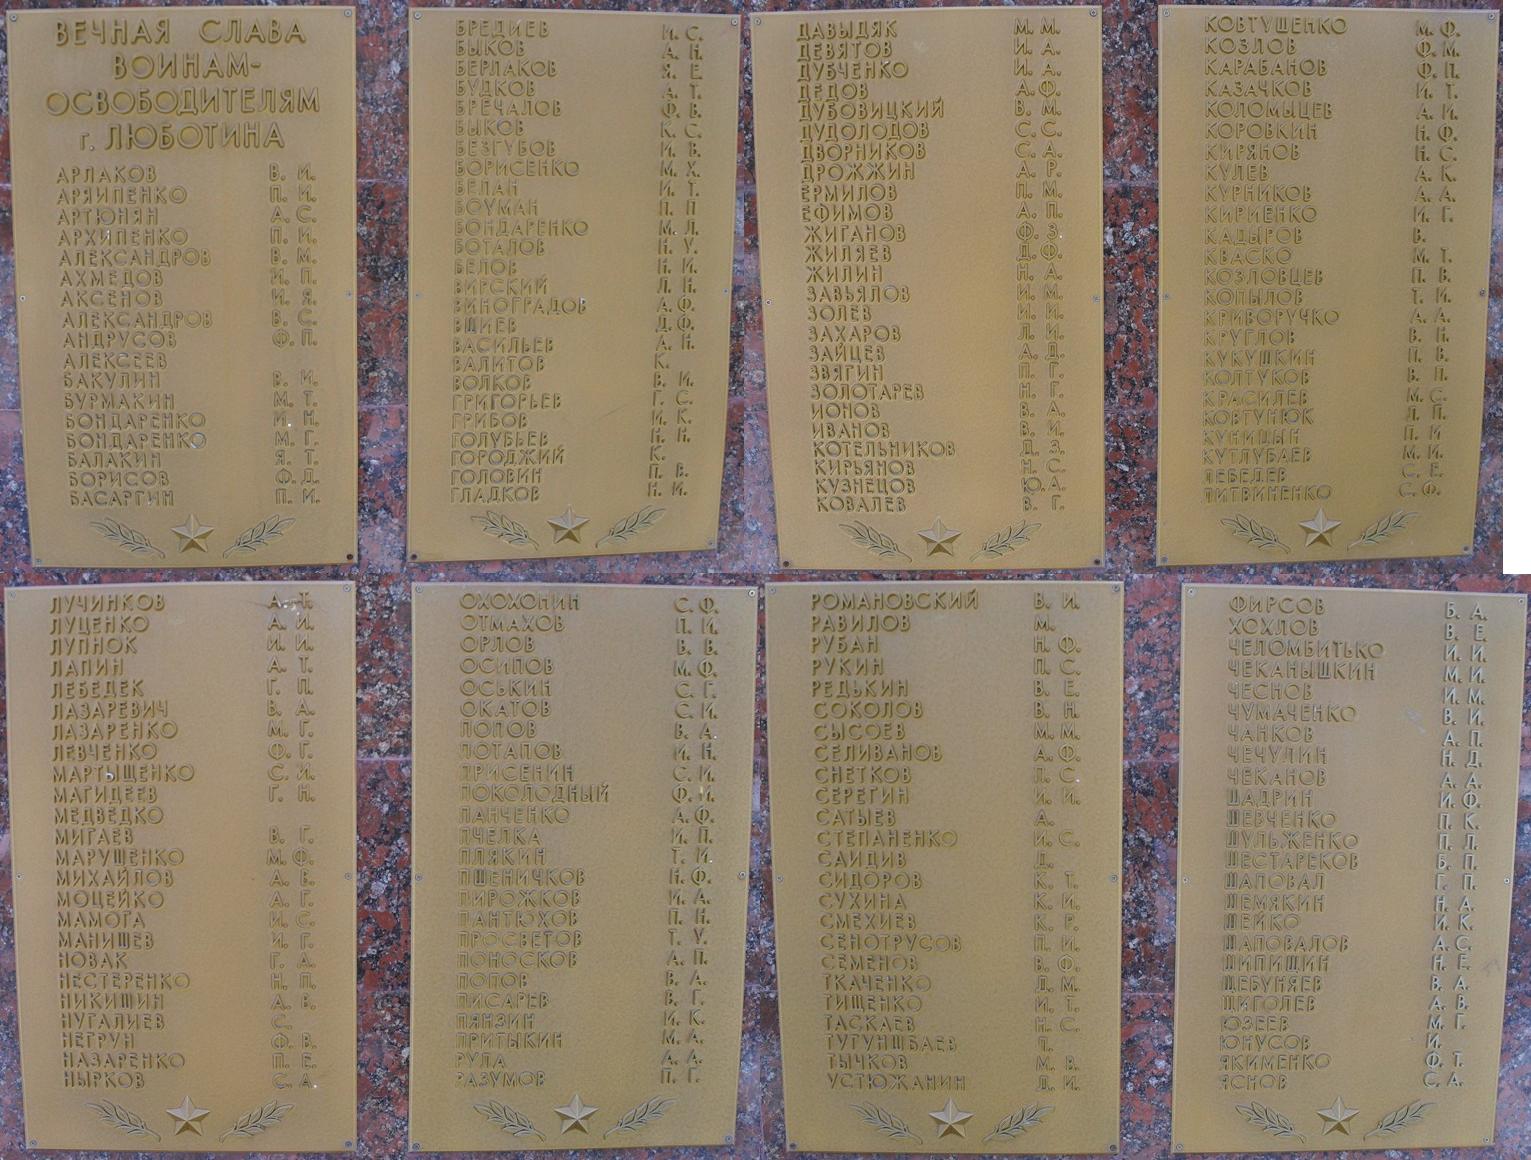 ВЕЧНАЯ СЛАВА
ВОИНАМ-
ОСВОБОДИТЕЛЯМ
г. ЛЮБОТИНА
АРЛАКОВ В. И.
АРЯИПЕНКО П. И.
АРТЮНЯН А. С.
АРХИПЕНКО П. И.
АЛЕКСАНДРОВ В. М.
АХМЕДОВ И. П.
АКСЕНОВ И. Я.
АЛЕКСАНДРОВ В. С.
АНДРУСОВ Ф. П.
АЛЕКСЕЕВ
БАКУЛИН В. И.
БУРМАКИН М. Т.
БОНДАРЕНКО И. Н.
БОНДАРЕНКО М. Г.
БАЛАКИН Я. Т.
БОРИСОВ Ф. Д.
БАСАРГИН П. И.
БРЕДИЕВ И. С.
БЫКОВ А. Н.
БЕРЛАКОВ Я. Е.
БУДКОВ А. Т.
БРЕЧАЛОВ Ф. В.
БЫКОВ К. С.
БЕЗГУБОВ И. В.
БОРИСЕНКО М. Х.
БЕЛАН И. Т.
БОУМАН П. П
БОНДАРЕНКО М. Л.
БОТАЛОВ Н. У.
БЕЛОВ Н. И.
ВИРСКИЙ Л. Н.
ВИНОГРАДОВ А. Ф.
ВШИЕВ Д. Ф.
ВАСИЛЬЕВ А. Н.
ВАЛИТОВ К.
ВОЛКОВ В. И.
ГРИГОРЬЕВ Г. С.
ГРИБОВ И. К.
ГОЛУБЬЕВ Н. Н.
ГОРОДЖИЙ К.
ГОЛОВИН П. В.
ГЛАДКОВ Н. И.
ДАВЫДЯК М. М.
ДЕВЯТОВ И. А.
ДУБЧЕНКО И. А.
ДЕДОВ А. Ф.
ДУБОВИЦКИЙ В. М.
ДУДОЛОДОВ С. С.
ДВОРНИКОВ С. А.
ДРОЖЖИН А. Р.
ЕРМИЛОВ П. М.
ЕФИМОВ А. П.
ЖИГАНОВ Ф. З.
ЖИЛЯЕВ Д. Ф.
ЖИЛИН Н. А.
ЗАВЬЯЛОВ И. М.
ЗОЛЕВ И. И.
ЗАХАРОВ Л. И.
ЗАЙЦЕВ А. Д.
ЗВЯГИН П. Г.
ЗОЛОТАРЕВ Н. Г.
ИОНОВ В. А.
ИВАНОВ В. И.
КОТЕЛЬНИКОВ Д. З.
КИРЬЯНОВ Н. С.
КУЗНЕЦОВ Ю. А.
КОВАЛЕВ В. Г.
КОВТУШЕНКО М. Ф.
КОЗЛОВ Ф. М.
КАРАБАНОВ Ф. П.
КАЗАЧКОВ И. Т.
КОЛОМЫЦЕВ А. И.
КОРОВКИН Н. Ф.
КИРЯНОВ Н. С.
КУЛЕВ А. К.
КУРНИКОВ А. А.
КИРИЕНКО И. Г.
КАДЫРОВ В.
КВАСКО М. Т.
КОЗЛОВЦЕВ П. В.
КОПЫЛОВ Т. И.
КРИВОРУЧКО А. А.
КРУГЛОВ В. Н.
КУКУШКИН П. В.
КОЛТУКОВ В. П.
КРАСИЛЕВ М. С.
КОВТУНЮК Л. П.
КУНИЦЫН П. И
КУТЛУБАЕВ М. И.
ЛЕБЕДЕВ С. Е.
ЛИТВИНЕНКО С. Ф.
ЛУЧИНКОВ А. Т.
ЛУЦЕНКО А. И.
ЛУПНОК И. И.
ЛАПИН А. Т.
ЛЕБЕДЕК Г. П.
ЛАЗАРЕВИЧ В. А.
ЛАЗАРЕНКО М. Г.
ЛЕВЧЕНКО Ф. Г.
МАРТЫЩЕНКО С. И.
МАГИДЕЕВ Г. Н.
МЕДВЕДКО
МИГАЕВ В. Г.
МАРУШЕНКО М. Ф.
МИХАЙЛОВ А. В.
МОЦЕЙКО А. Г.
МАМОГА И. С.
МАНИШЕВ И. Г.
НОВАК Г. А.
НЕСТЕРЕНКО Н. П.
НИКИШИН А. В.
НУГАЛИЕВ С.
НЕГРУН Ф. В.
НАЗАРЕНКО П. Е.
НЫРКОВ С. А.
ОХОХОНИН С. Ф.
ОТМАХОВ П. И.
ОРЛОВ В. В.
ОСИПОВ М. Ф.
ОСЬКИН С. Г.
ОКАТОВ С. И.
ПОПОВ В. А.
ПОТАПОВ И. Н.
ПРИСЕНИН С. И.
ПОКОЛОДНЫЙ Ф. И.
ПАНЧЕНКО А. Ф.
ПЧЕЛКА И. П.
ПЛЯКИН Т. И
ПШЕНИЧКОВ Н. Ф.
ПИРОЖКОВ И. А.
ПАНТЮХОВ П. Н.
ПРОСВЕТОВ Т. У.
ПОНОСКОВ А. П.
ПОПОВ В. А.
ПИСАРЕВ В. Г.
ПЯНЗИН И. К.
ПРИТЫКИН М. А.
РУЛА А. А.
РАЗУМОВ П. Г.
РОМАНОВСКИЙ В. И.
РАВИЛОВ М.
РУБАН Н. Ф.
РУКИН П. С.
РЕДЬКИН В. Е.
СОКОЛОВ В. Н.
СЫСОЕВ М. М.
СЕЛИВАНОВ А. Ф.
СНЕТКОВ П. С.
СЕРЕГИН И. И.
САТЫЕВ А.
СТЕПАНЕНКО И. С.
САИДИВ Д.
СИДОРОВ К. Т.
СУХИНА К. И.
СМЕХИЕВ К. Р.
СЕНОТРУСОВ П. И.
СЕМЕНОВ В. Ф.
ТКАЧЕНКО Д. М.
ТИЩЕНКО И. Т.
ТАСКАЕВ Н. С.
ТУГУНШБАЕВ Т.
ТЫЧКОВ М. В.
УСТЮЖАНИН Л. И.
ФИРСОВ Б. А.
ХОХЛОВ В. Е.
ЧЕЛОМБИТЬКО И. И.
ЧЕКАНЫШКИН М. И.
ЧЕСНОВ И. М.
ЧУМАЧЕНКО В. И.
ЧАНКОВ А. П.
ЧЕЧУЛИН Н. Д.
ЧЕКАНОВ А. А.
ШАДРИН И. Ф.
ШЕВЧЕНКО П. К.
ШУЛЬЖЕНКО П. Л.
ШЕСТАРЕКОВ Б. П.
ШАПОВАЛ Г. П.
ШЕМЯКИН Н. А.
ШЕЙКО И. К.
ШАПОВАЛОВ А. С.
ШИПИЩИН Н. Е.
ЩЕБУНЯЕВ В. А.
ЩИГОЛЕВ А. В.
ЮЗЕЕВ М. Г.
ЮНУСОВ И.
ЯКИМЕНКО Ф. Т.
ЯСНОВ С. А.